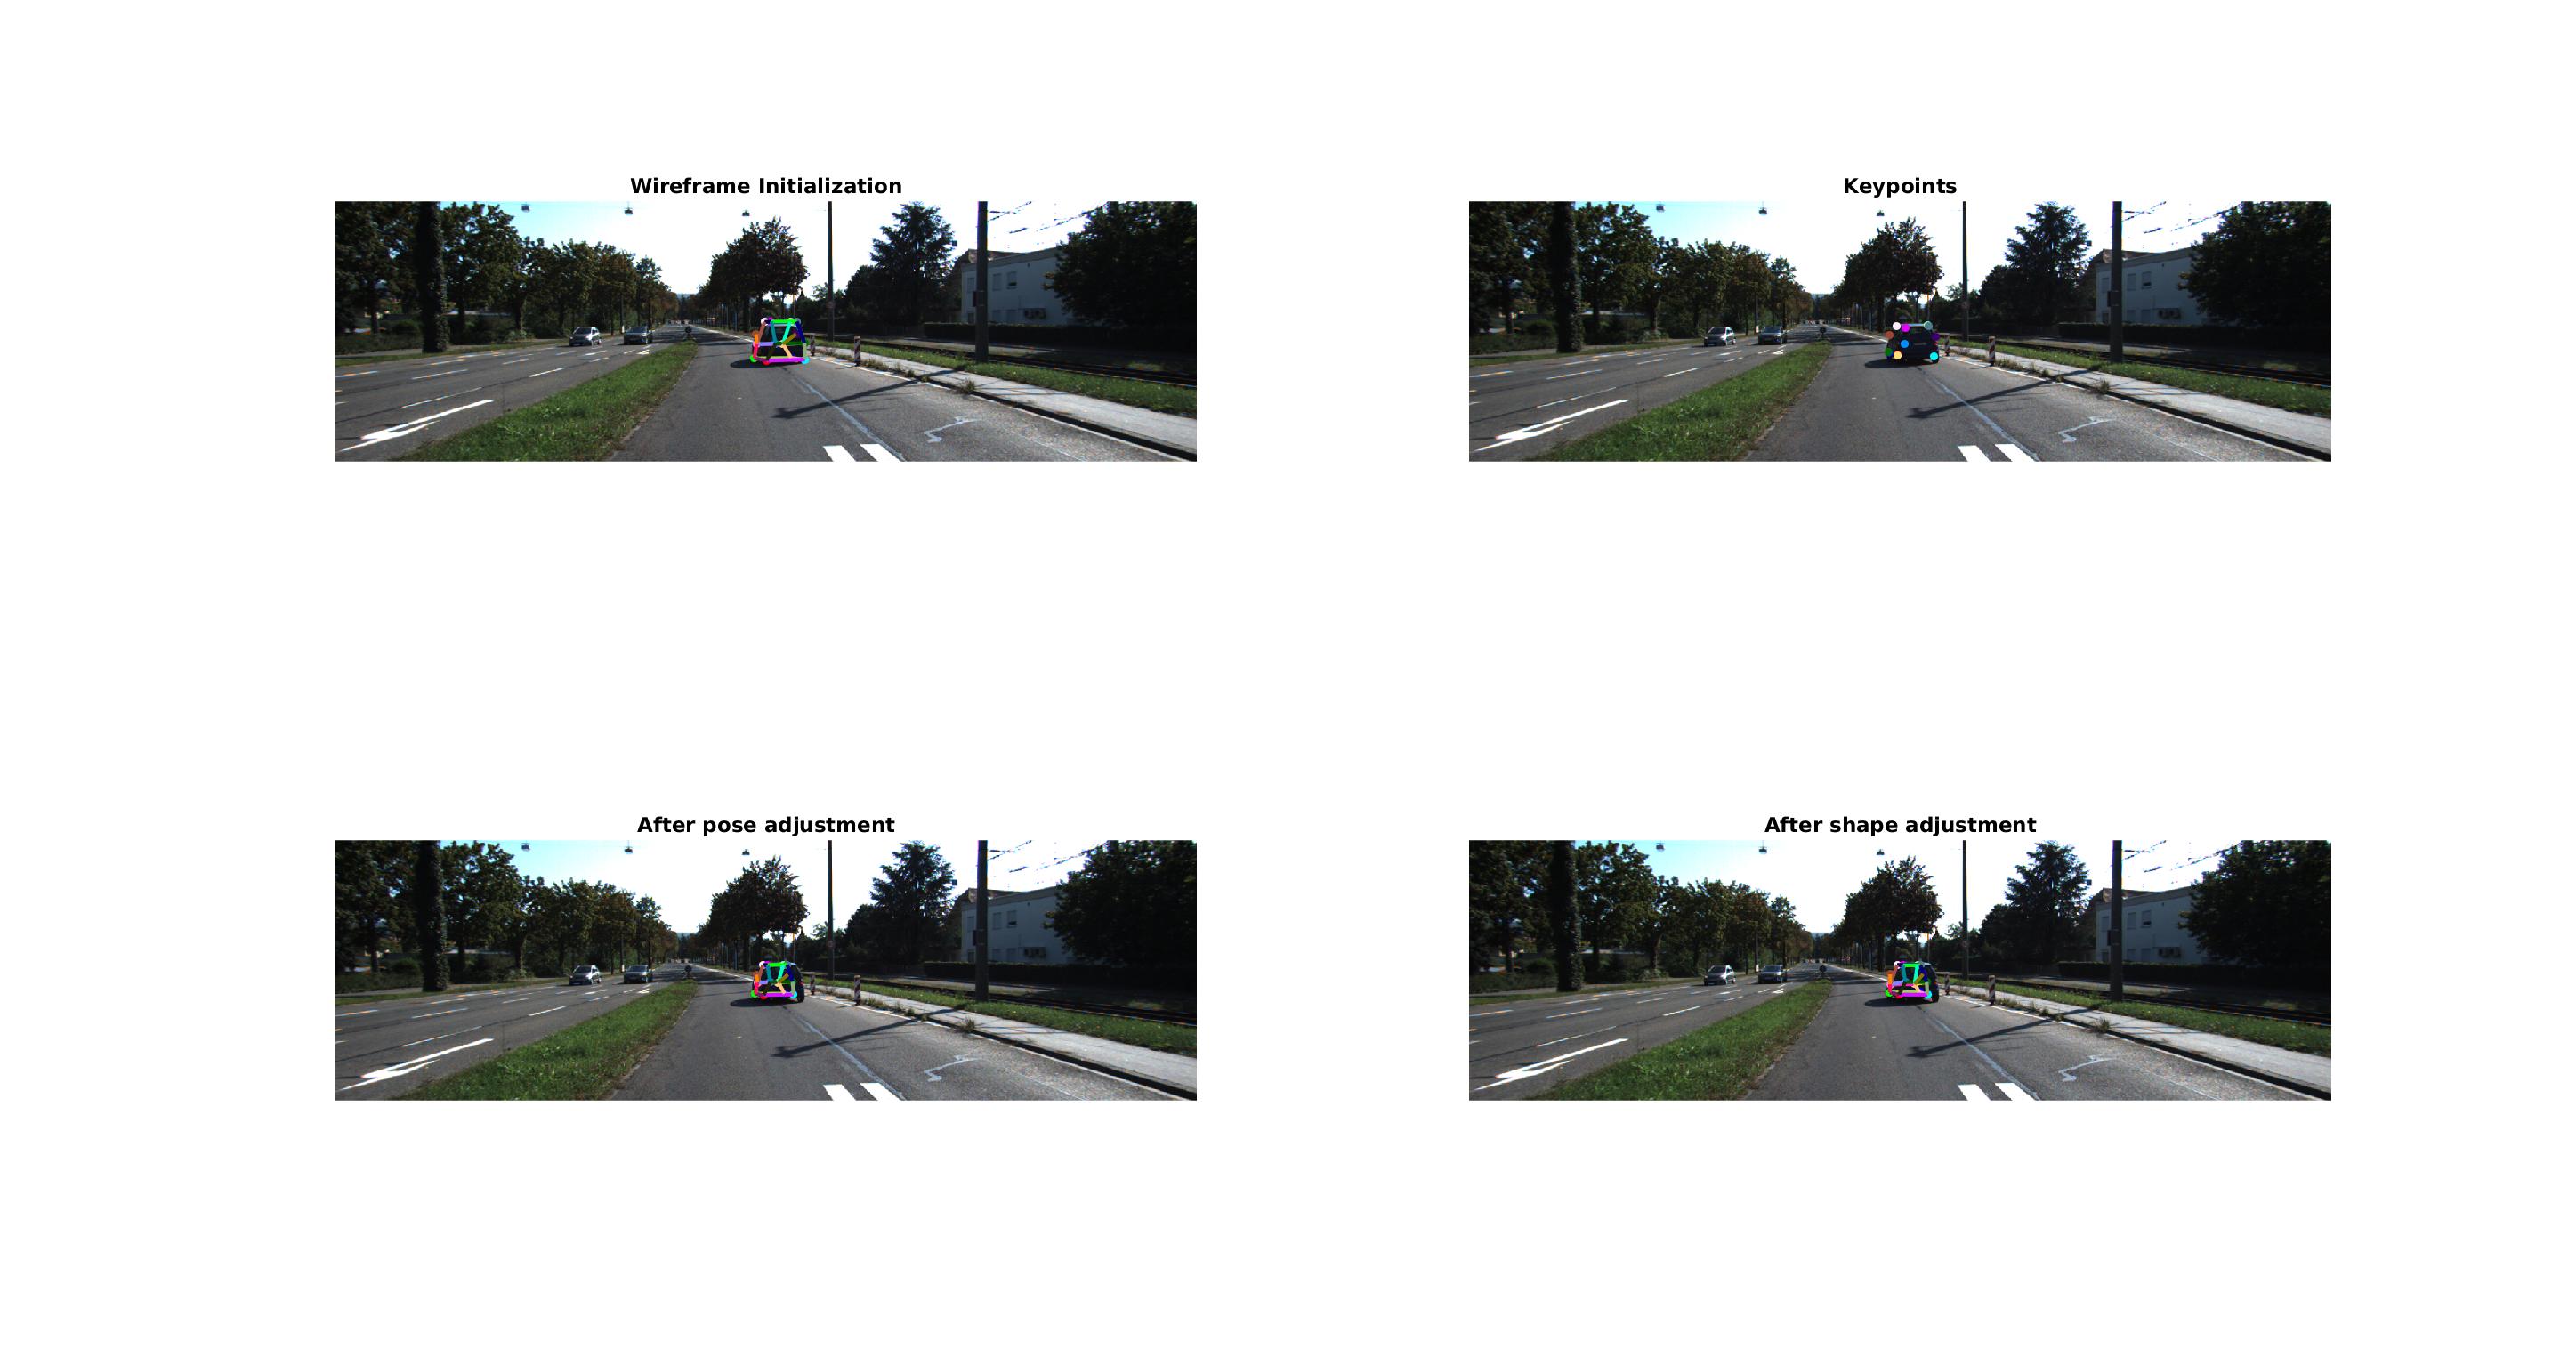 Wireframe Initialization
Keypoints
After pose adjustment
After shape adjustment